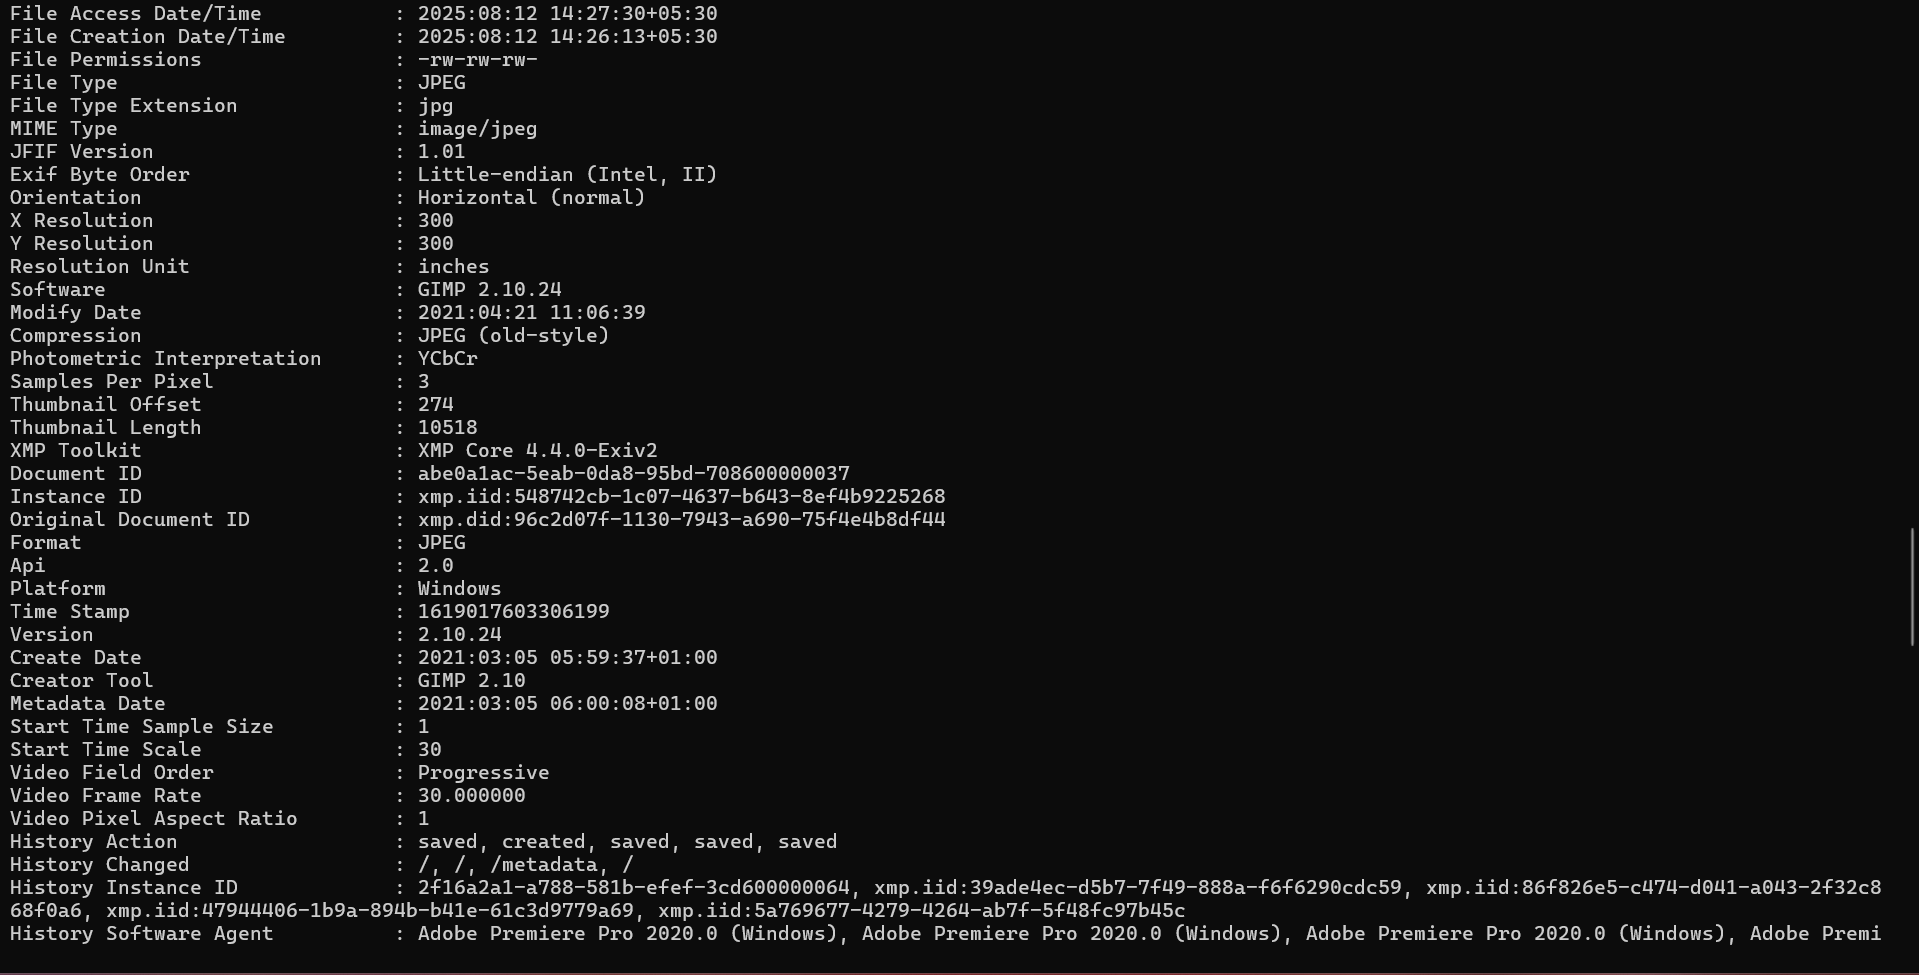 File Access Date/Time           : 2025:08:12 14:27:30+05:30
File Creation Date/Time         : 2025:08:12 14:26:13+05:30
File Permissions                : -rw-rw-rw-
File Type                       : JPEG
File Type Extension             : jpg
MIME Type                       : image/jpeg
JFIF Version                    : 1.01
Exif Byte Order                 : Little-endian (Intel, II)
Orientation                     : Horizontal (normal)
X Resolution                    : 300
Y Resolution                    : 300
Resolution Unit                 : inches
Software                        : GIMP 2.10.24
Modify Date                     : 2021:04:21 11:06:39
Compression                     : JPEG (old-style)
Photometric Interpretation      : YCbCr
Samples Per Pixel               : 3
Thumbnail Offset                : 274
Thumbnail Length                : 10518
XMP Toolkit                     : XMP Core 4.4.0-Exiv2
Document ID                     : abe0a1ac-5eab-0da8-95bd-708600000037
Instance ID                     : xmp.iid:548742cb-1c07-4637-b643-8ef4b9225268
Original Document ID            : xmp.did:96c2d07f-1130-7943-a690-75f4e4b8df44
Format                          : JPEG
Api                             : 2.0
Platform                        : Windows
Time Stamp                      : 1619017603306199
Version                         : 2.10.24
Create Date                     : 2021:03:05 05:59:37+01:00
Creator Tool                    : GIMP 2.10
Metadata Date                   : 2021:03:05 06:00:08+01:00
Start Time Sample Size          : 1
Start Time Scale                : 30
Video Field Order               : Progressive
Video Frame Rate                : 30.000000
Video Pixel Aspect Ratio        : 1
History Action                  : saved, created, saved, saved, saved
History Changed                 : /, /, /metadata, /
History Instance ID             : 2f16a2a1-a788-581b-efef-3cd600000064, xmp.iid:39ade4ec-d5b7-7f49-888a-f6f6290cdc59, xmp.iid:86f826e5-c474-d041-a043-2f32c8
68f0a6, xmp.iid:47944406-1b9a-894b-b41e-61c3d9779a69, xmp.iid:5a769677-4279-4264-ab7f-5f48fc97b45c
History Software Agent          : Adobe Premiere Pro 2020.0 (Windows), Adobe Premiere Pro 2020.0 (Windows), Adobe Premiere Pro 2020.0 (Windows), Adobe Premi